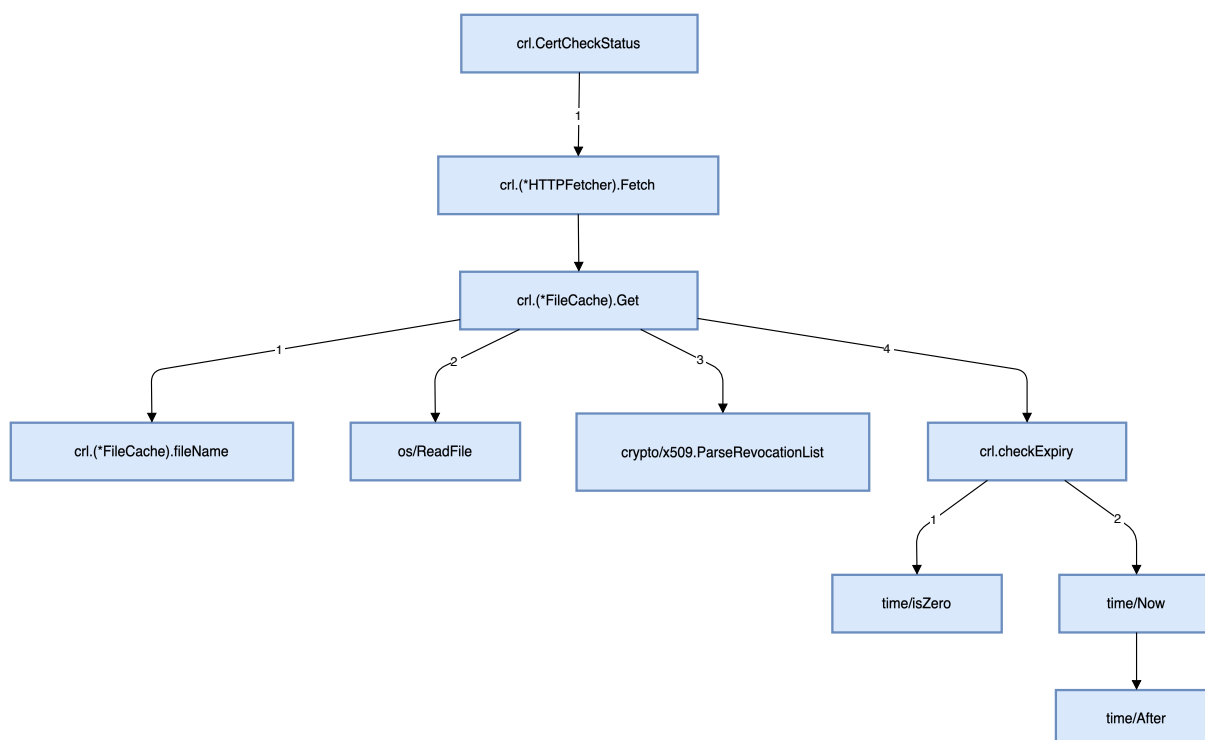 crl.CertCheckStatus
1
crl.(*HTTPFetcher).Fetch
crl.(*FileCache).Get
1
2
3
4
crl.(*FileCache).fileName
os/ReadFile
crypto/x509.ParseRevocationList
crl.checkExpiry
1
2
time/isZero
time/Now
time/After